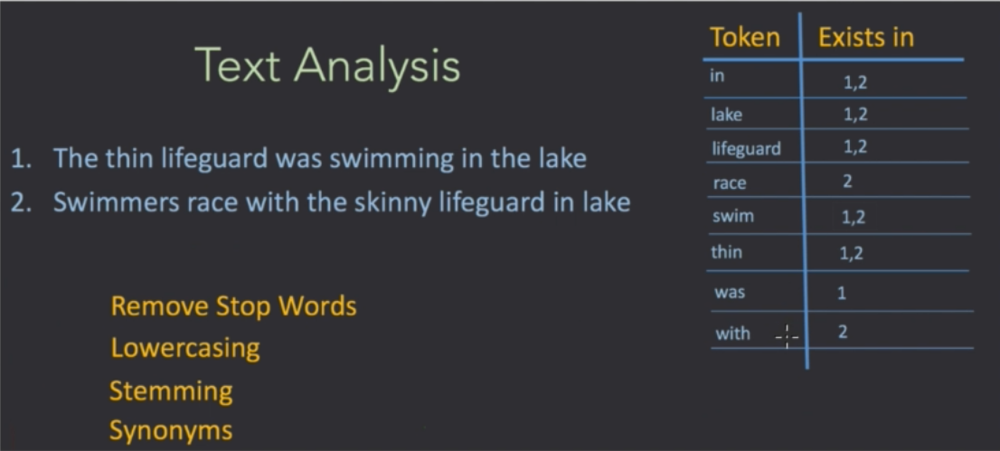 Text Analysis
1. The thin lifeguard was swimming in the lake
2. Swimmers race with the skinny lifeguard in lake
Remove Stop Words
Lowercasing
Stemming
Synonyms
Token Exists in
in 1,2
lake 1,2
lifeguard 1,2
race 2
swim 1,2
thin 1,2
was 1
with 2